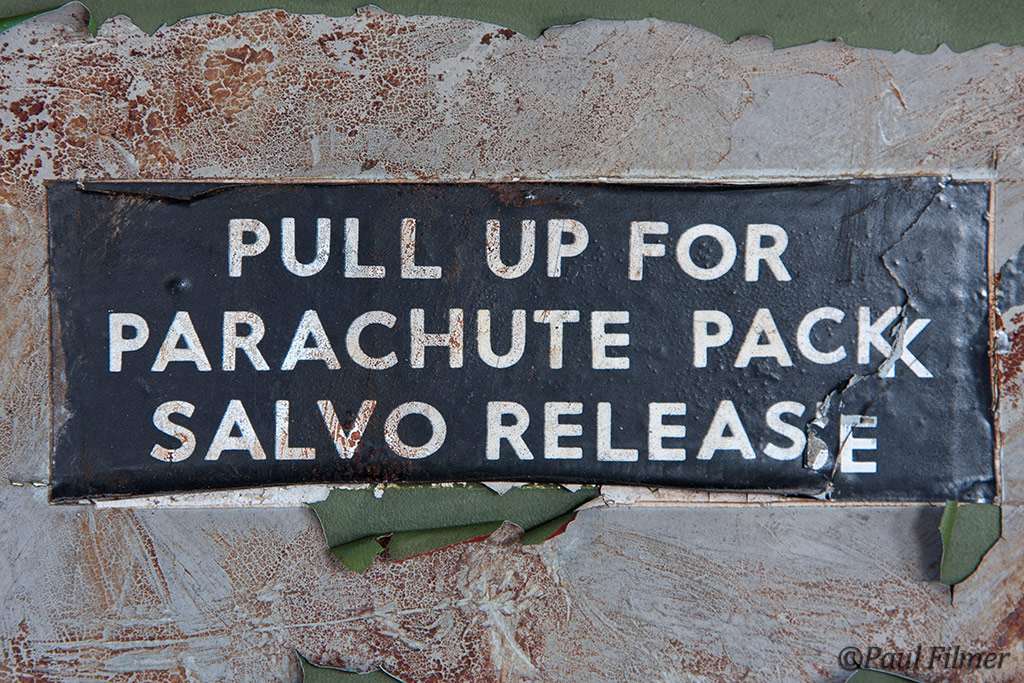 PULL UP FOR
PARACHUTE PACK
SALVO RELEASE
©Paul Filmer